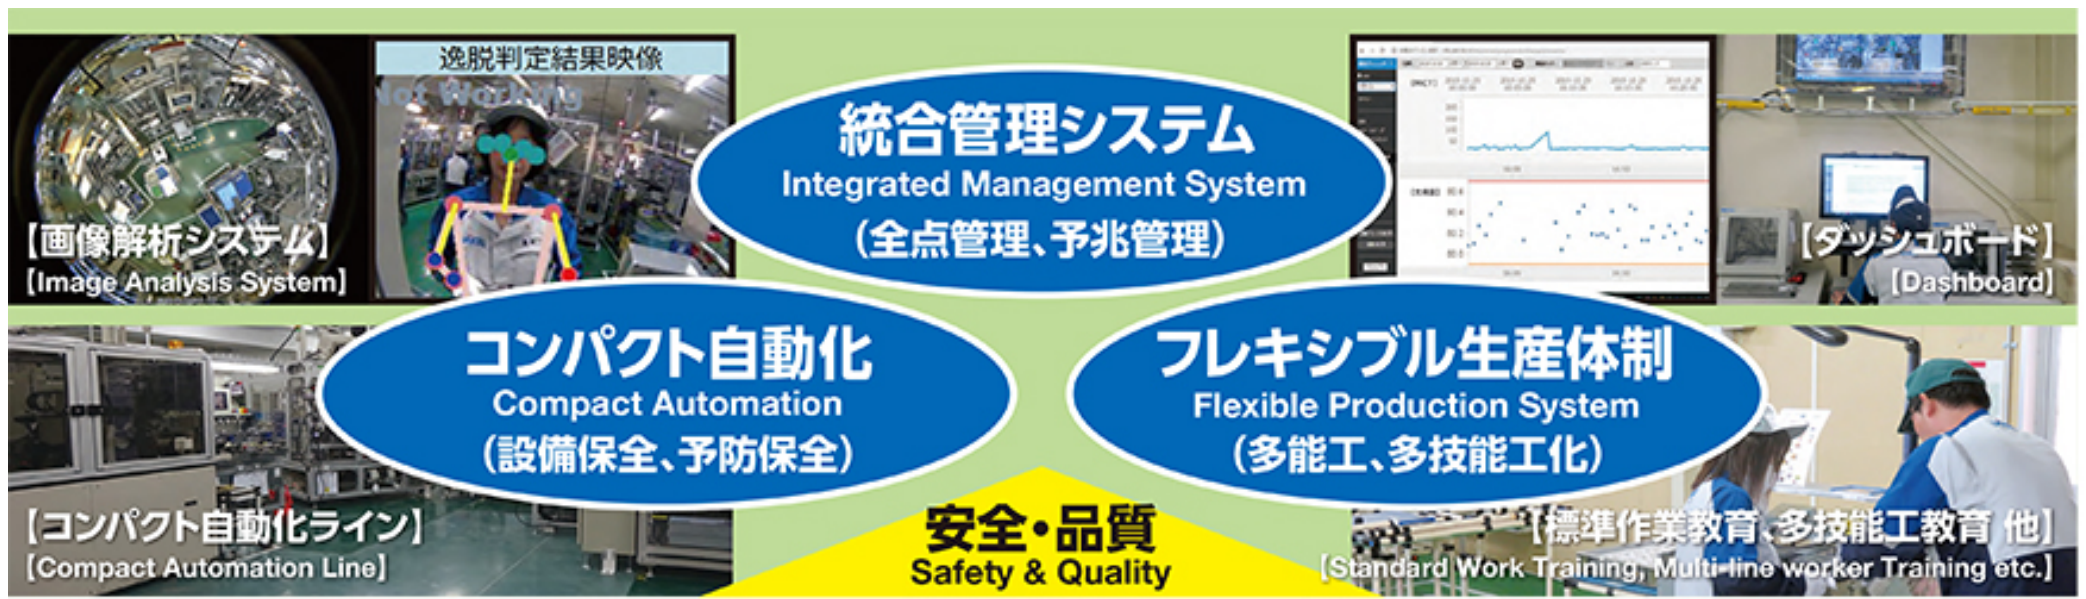 逸脱判定結果映像
Not Working
【画像解析システム】
【Image Analysis System】
統合管理システム
Integrated Management System
（全点管理、予兆管理）
【ダッシュボード】
【Dashboard】
コンパクト自動化
Compact Automation
（設備保全、予防保全）
フレキシブル生産体制
Flexible Production System
（多能工、多技能工化）
【コンパクト自動化ライン】
【Compact Automation Line】
安全・品質
Safety & Quality
【標準作業教育、多技能工教育 他】
【Standard Work Training, Multi-line worker Training etc.】